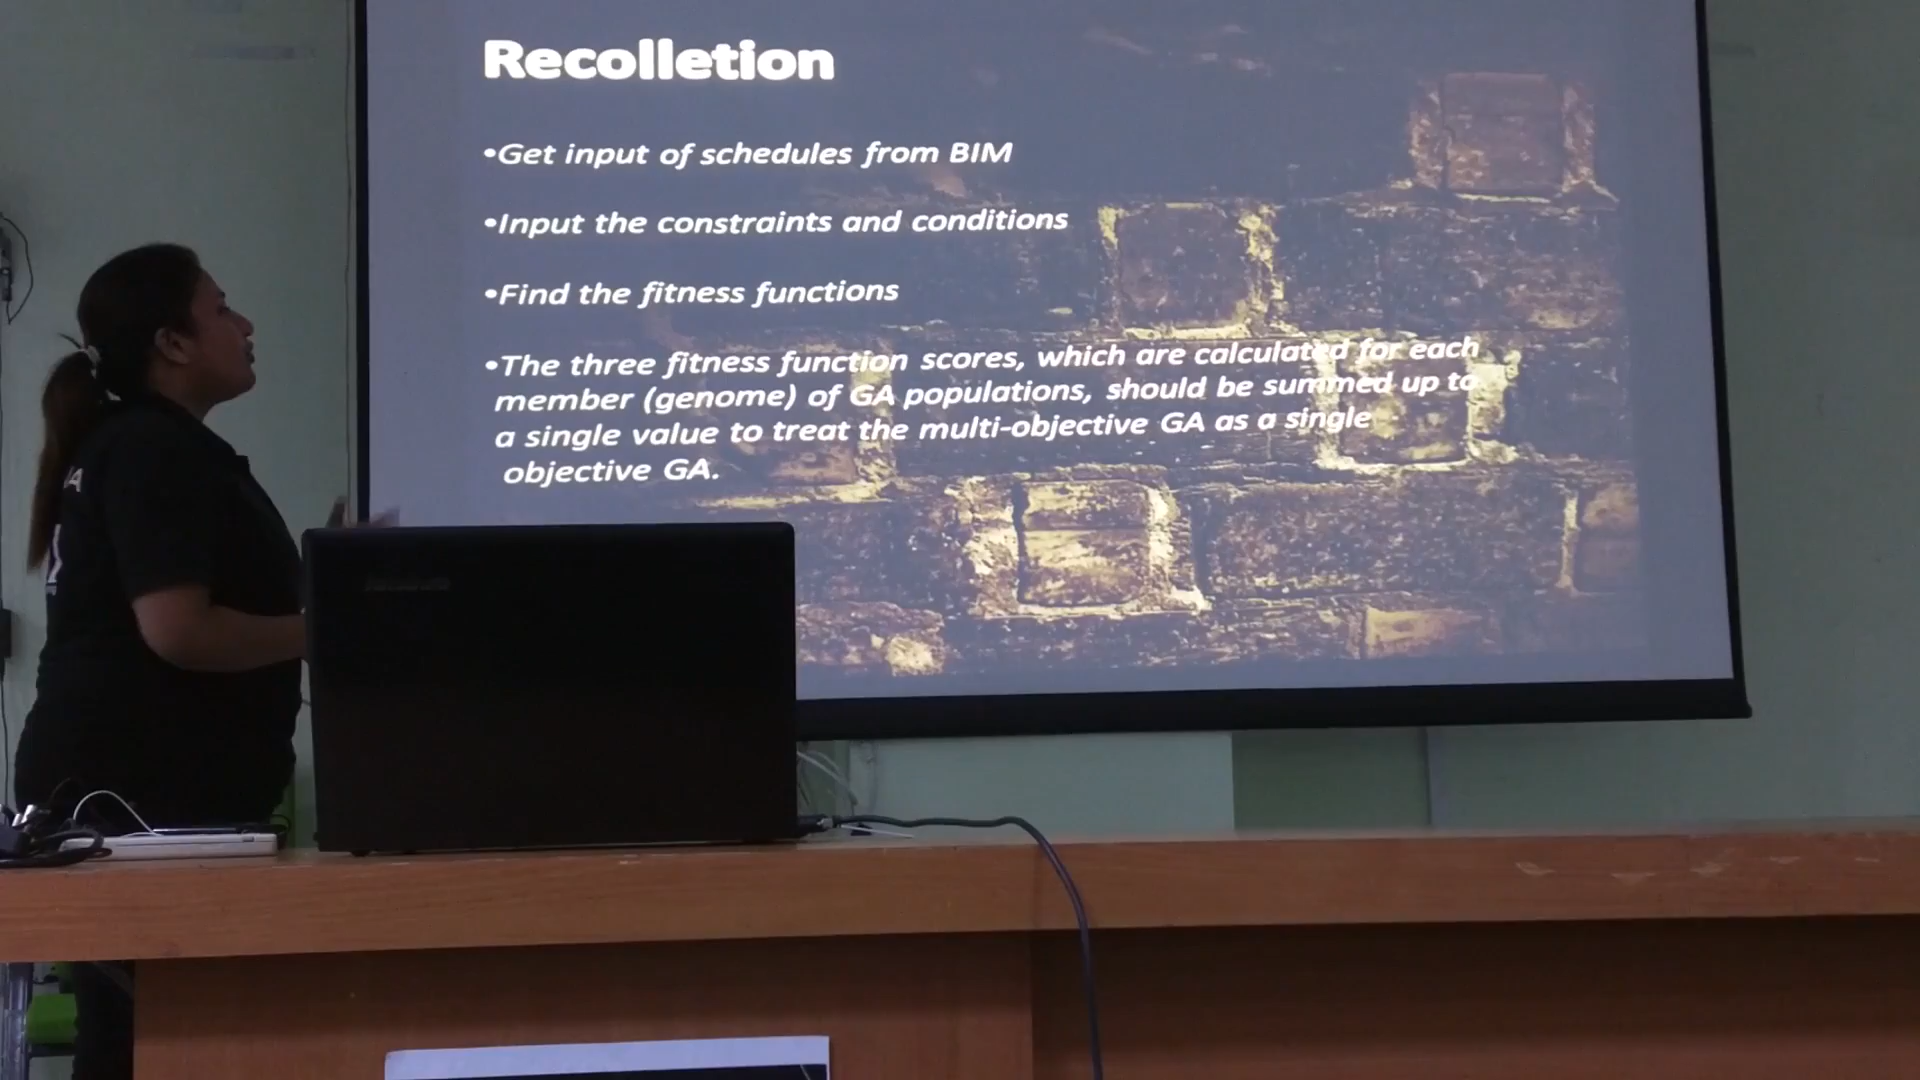 Recolletion
•Get input of schedules from BIM
•Input the constraints and conditions
•Find the fitness functions
•The three fitness function scores, which are calculated for each
member (genome) of GA populations, should be summed up to
a single value to treat the multi-objective GA as a single
objective GA.